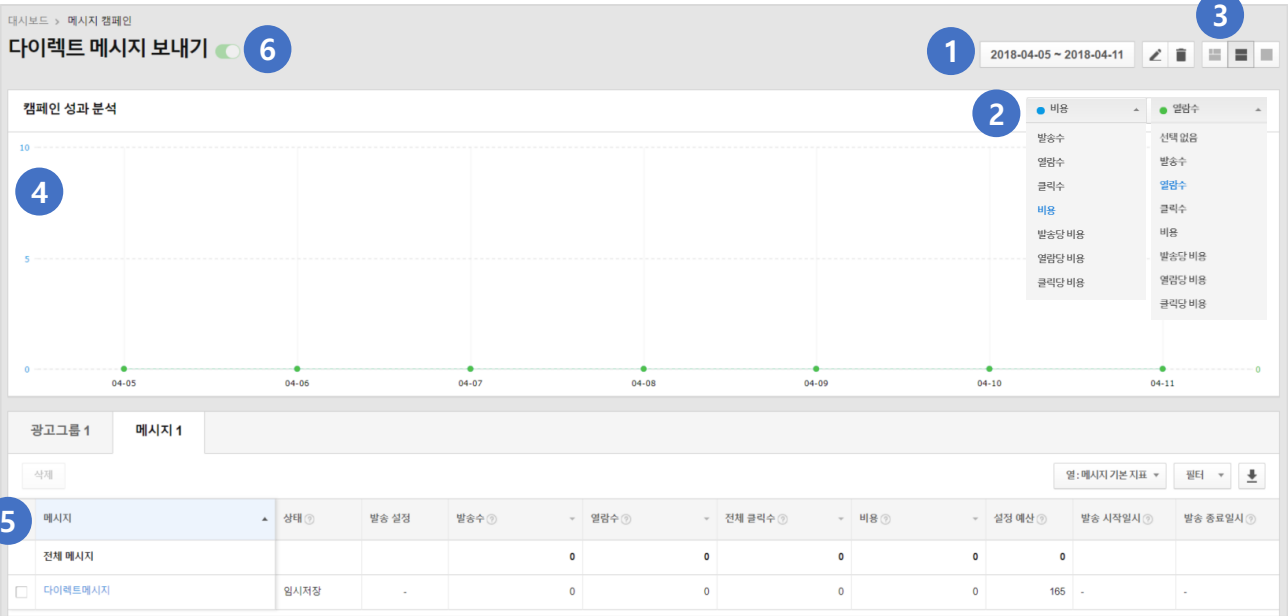 대시보드 > 메시지 캠페인
3
다이렉트 메시지 보내기 6
1 2018-04-05 ~ 2018-04-11
캠페인 성과 분석
2 비용 열람수
발송수 선택 없음
열람수 발송수
클릭수 열람수
비용 클릭수
발송당 비용 비용
열람당 비용 발송당 비용
클릭당 비용 열람당 비용
클릭당 비용
10
4
5
0 0
04-05 04-06 04-07 04-08 04-09 04-10 04-11
광고그룹 1 메시지 1
삭제 열 : 메시지 기본 지표 필터
5 메시지 상태 ? 발송 설정 발송수 ? 열람수 ? 전체 클릭수 ? 비용 ? 설정 예산 ? 발송 시작일시 ? 발송 종료일시 ?
전체 메시지 0 0 0 0 0
다이렉트메시지 임시저장 - 0 0 0 0 165 - -